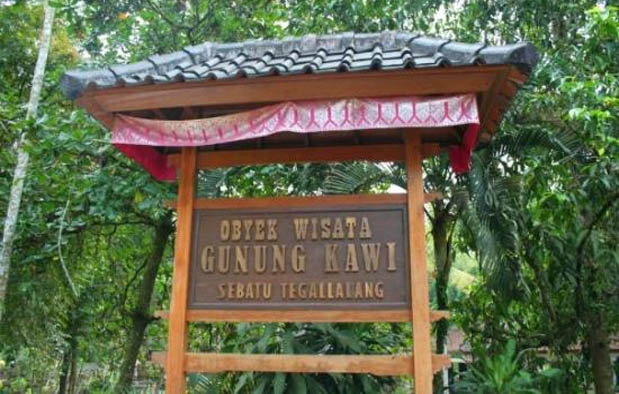 OBYEK WISATA
GUNUNG KAWI
SEBATU TEGALLALANG